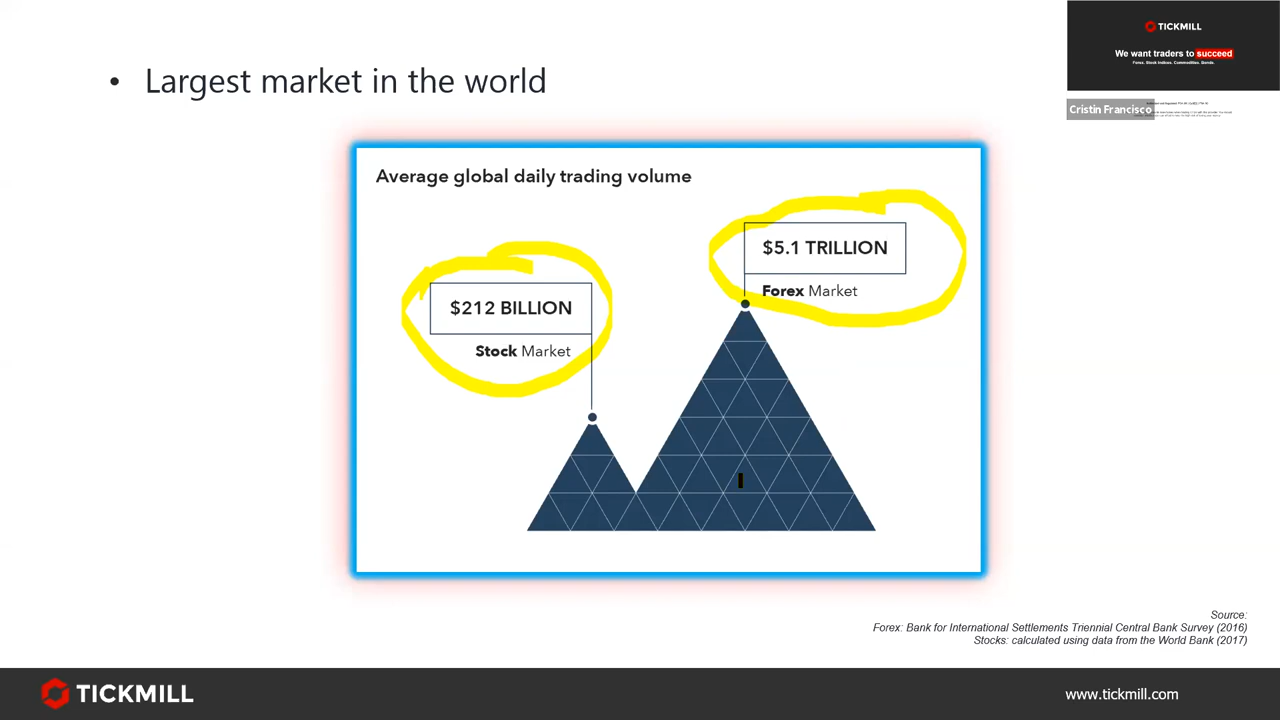 • Largest market in the world
TICKMILL
We want traders to succeed
Forex. Stock Indices. Commodities. Bonds.
Cristin Francisco
Average global daily trading volume
$5.1 TRILLION
Forex Market
$212 BILLION
Stock Market
Source:
Forex: Bank for International Settlements Triennial Central Bank Survey (2016)
Stocks: calculated using data from the World Bank (2017)
TICKMILL
www.tickmill.com